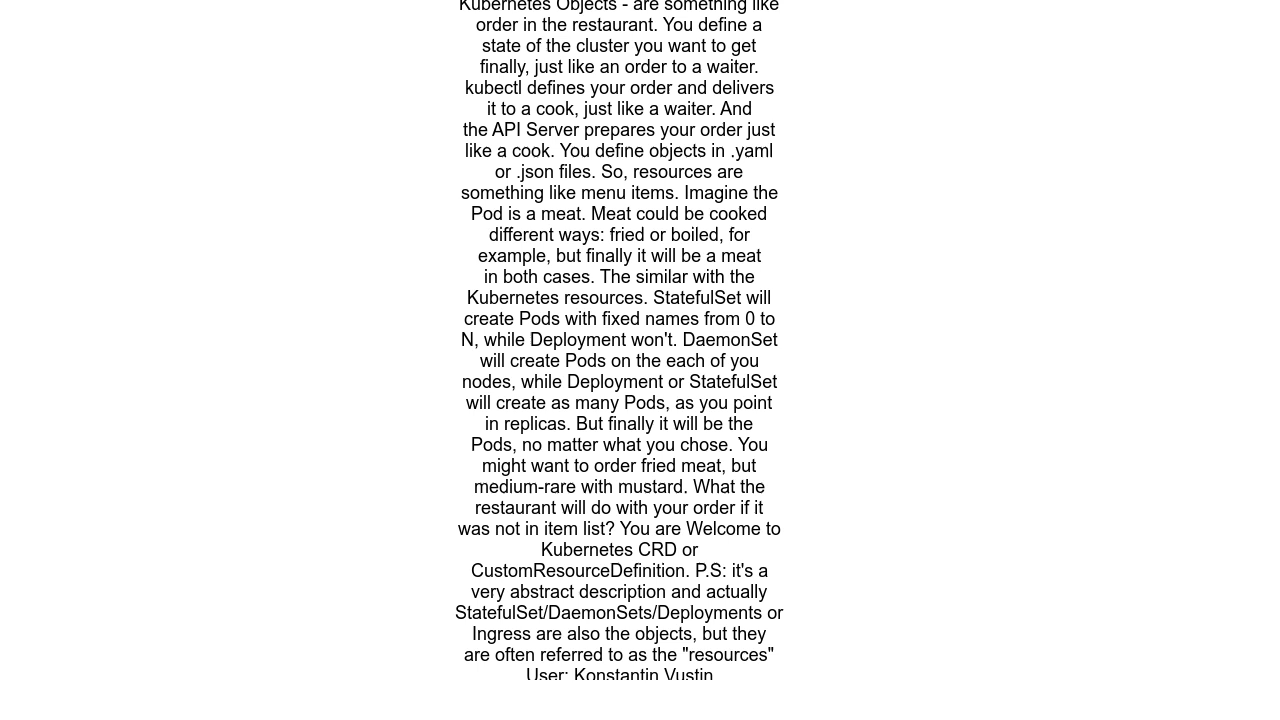 Kubernetes Objects - are something like
order in the restaurant. You define a
state of the cluster you want to get
finally, just like an order to a waiter.
kubectl defines your order and delivers
it to a cook, just like a waiter. And
the API Server prepares your order just
like a cook. You define objects in .yaml
or .json files. So, resources are
something like menu items. Imagine the
Pod is a meat. Meat could be cooked
different ways: fried or boiled, for
example, but finally it will be a meat
in both cases. The similar with the
Kubernetes resources. StatefulSet will
create Pods with fixed names from 0 to
N, while Deployment won't. DaemonSet
will create Pods on the each of you
nodes, while Deployment or StatefulSet
will create as many Pods, as you point
in replicas. But finally it will be the
Pods, no matter what you chose. You
might want to order fried meat, but
medium-rare with mustard. What the
restaurant will do with your order if it
was not in item list? You are Welcome to
Kubernetes CRD or
CustomResourceDefinition. P.S: it's a
very abstract description and actually
StatefulSet/DaemonSets/Deployments or
Ingress are also the objects, but they
are often referred to as the "resources"
User: Konstantin Vustin